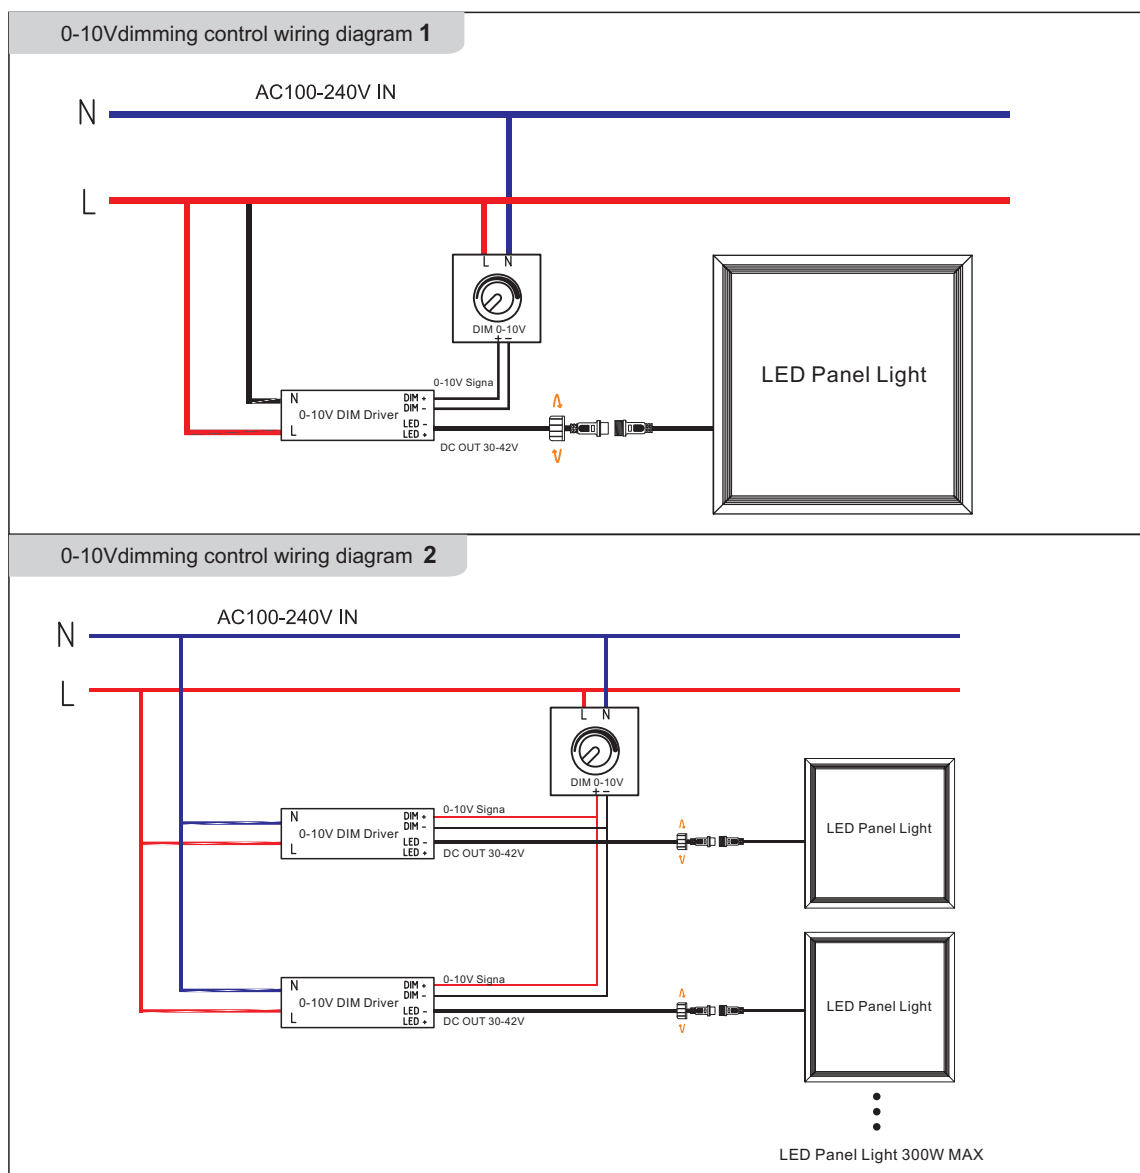 0-10Vdimming control wiring diagram 1
AC100-240V IN
N
L
L N
DIM 0-10V
+ -
0-10V Signa
N
L
0-10V DIM Driver
DIM +
DIM -
LED -
LED +
DC OUT 30-42V
LED Panel Light
0-10Vdimming control wiring diagram 2
AC100-240V IN
N
L
L N
DIM 0-10V
+ -
0-10V Signa
N
L
0-10V DIM Driver
DIM +
DIM -
LED -
LED +
DC OUT 30-42V
LED Panel Light
0-10V Signa
N
L
0-10V DIM Driver
DIM +
DIM -
LED -
LED +
DC OUT 30-42V
LED Panel Light
LED Panel Light 300W MAX